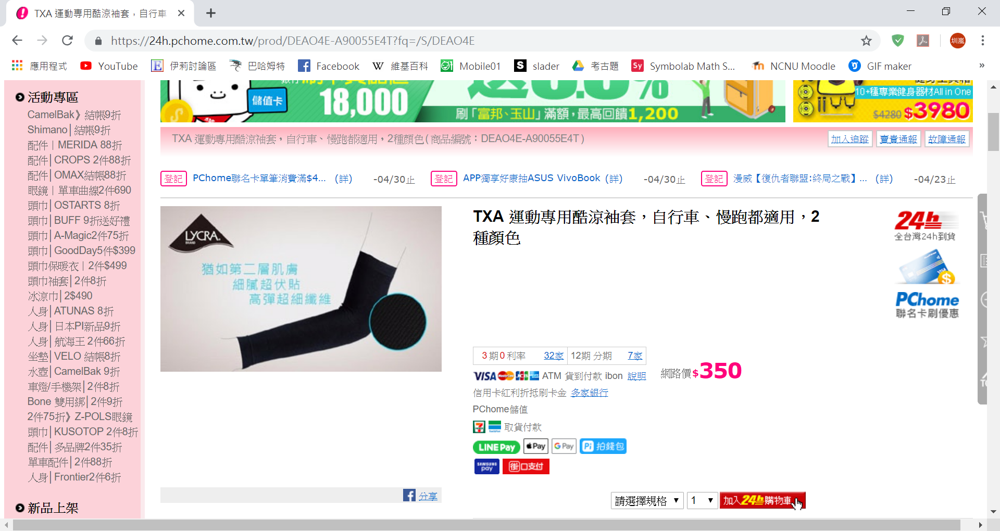 TXA 運動專用酷涼袖套，自行車
https://24h.pchome.com.tw/prod/DEAO4E-A90055E4T?fq=/S/DEAO4E
圳嵐
應用程式 YouTube 伊莉討論區 巴哈姆特 Facebook 維基百科 Mobile01 slader 考古題 Symbolab Math S... NCNU Moodle GIF maker »
活動專區
CamelBak》結帳9折
Shimano│結帳9折
配件︱MERIDA 88折
配件│CROPS 2件88折
配件│OMAX結帳88折
眼鏡︱單車曲線2件690
頭巾│OSTARTS 8折
頭巾│BUFF 9折送好禮
頭巾│A-Magic2件75折
頭巾│GoodDay5件$399
頭巾保暖衣︱2件$499
頭巾袖套│2件8折
冰涼巾│2$490
人身│ATUNAS 8折
人身│日本PI新品9折
人身│航海王 2件66折
坐墊│VELO 結帳8折
水壺│CamelBak 9折
車燈/手機架│2件8折
Bone 雙用綁│2件9折
2件75折》Z-POLS眼鏡
頭巾│KUSOTOP 2件8折
配件│多品牌2件35折
單車配件│2件88折
人身│Frontier2件6折
新品上架
儲值卡
18,000
刷「富邦、玉山」滿額，最高回饋1,200
10+種專業健身器材All in One
$4280 $3980
TXA 運動專用酷涼袖套，自行車、慢跑都適用，2種顏色(商品編號：DEAO4E-A90055E4T)
加入追蹤 賣貴通報 故障通報
登記 PChome聯名卡單筆消費滿$4... (詳) -04/30止
登記 APP獨享好康抽ASUS VivoBook (詳) -04/30止
登記 漫威【復仇者聯盟:終局之戰】... (詳) -04/23止
LYCRA.
BRAND
猶如第二層肌膚
細膩超伏貼
高彈超細纖維
分享
TXA 運動專用酷涼袖套，自行車、慢跑都適用，2
種顏色
24h
全台灣24h到貨
VISA
PChome
聯名卡刷優惠
3期0利率 32家 12期 分期 7家
VISA JCB ATM 貨到付款 ibon 說明
網路價$350
信用卡紅利折抵刷卡金 多家銀行
PChome儲值
取貨付款
LINE Pay Pay G Pay Pi 拍錢包
SAMSUNG pay 街口支付
請選擇規格 1 加入24h購物車